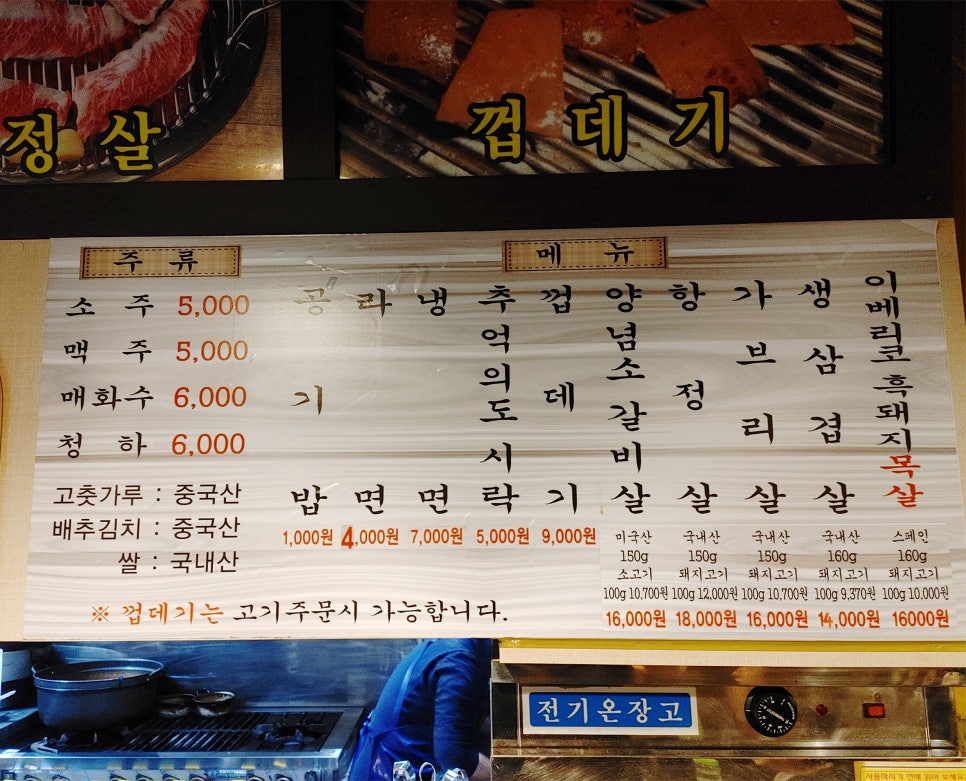 정 살
껍 데 기
주 류
소 주 5,000
맥 주 5,000
매화수 6,000
청 하 6,000
고춧가루 : 중국산
배추김치 : 중국산
쌀 : 국내산
메 뉴
이베리코흑돼지목살
스페인
160g
돼지고기
100g 10,000원
16000원
생삼겹살
국내산
160g
돼지고기
100g 9,370원
14,000원
가브리살
국내산
150g
돼지고기
100g 10,700원
16,000원
항정살
국내산
150g
돼지고기
100g 12,000원
18,000원
양념소갈비살
미국산
150g
소고기
100g 10,700원
16,000원
껍데기
9,000원
추억의도시락
5,000원
냉면
7,000원
라면
4,000원
공기밥
1,000원
※ 껍데기는 고기주문시 가능합니다.
전기온장고